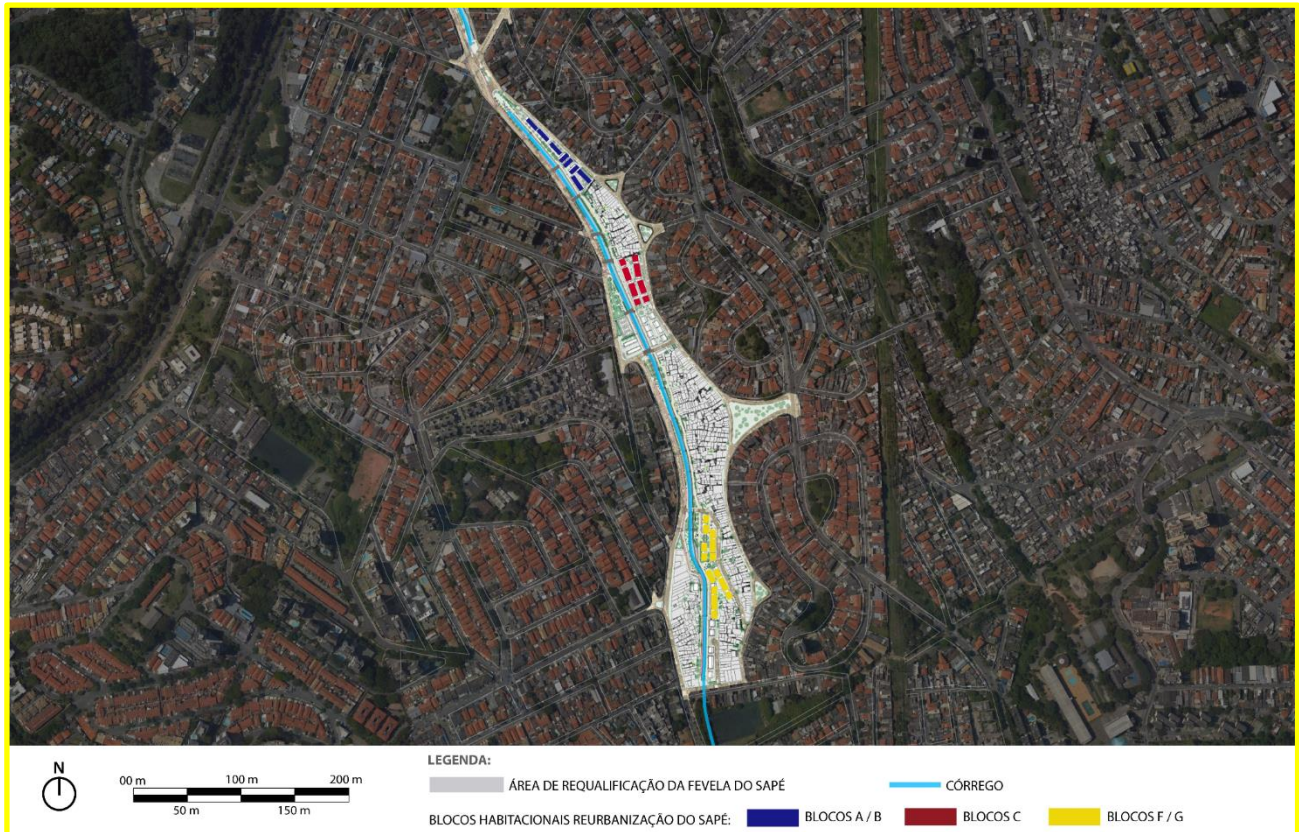 LEGENDA:
N
00 m 100 m 200 m
50 m 150 m
ÁREA DE REQUALIFICAÇÃO DA FEVELA DO SAPÉ
CÓRREGO
BLOCOS HABITACIONAIS REURBANIZAÇÃO DO SAPÉ:
BLOCOS A / B
BLOCOS C
BLOCOS F / G